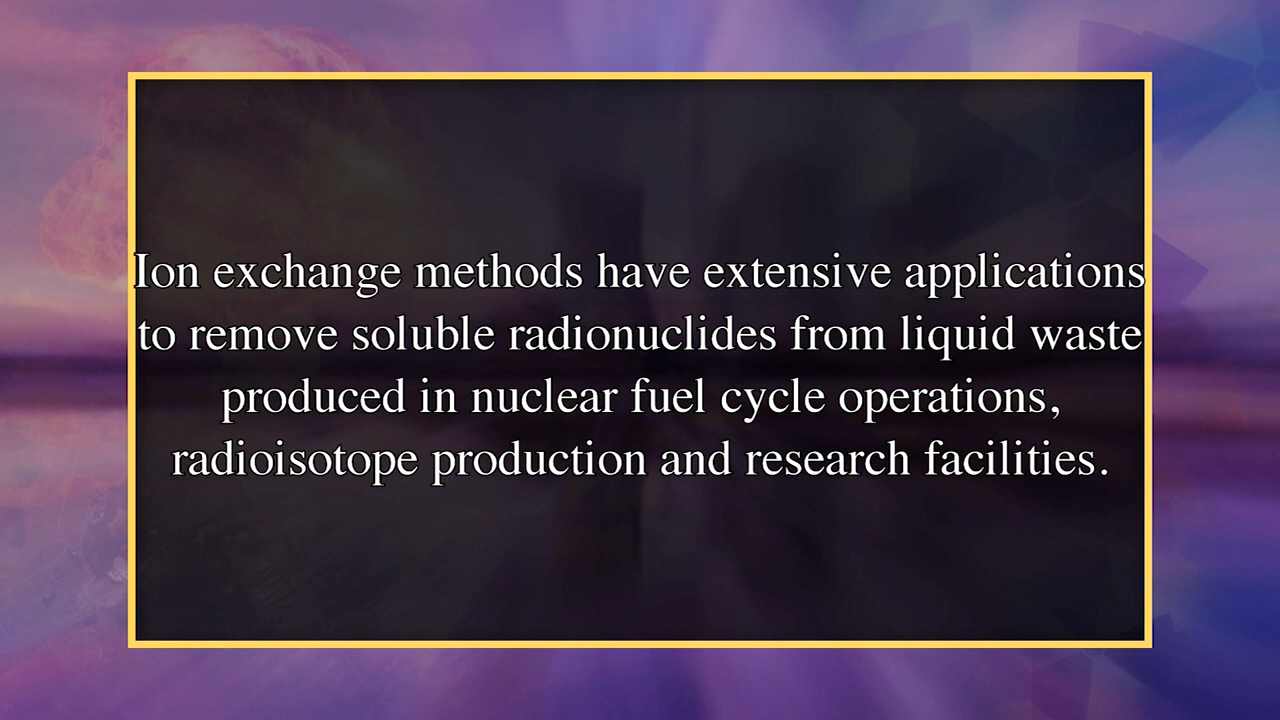 Ion exchange methods have extensive applications
to remove soluble radionuclides from liquid waste
produced in nuclear fuel cycle operations,
radioisotope production and research facilities.